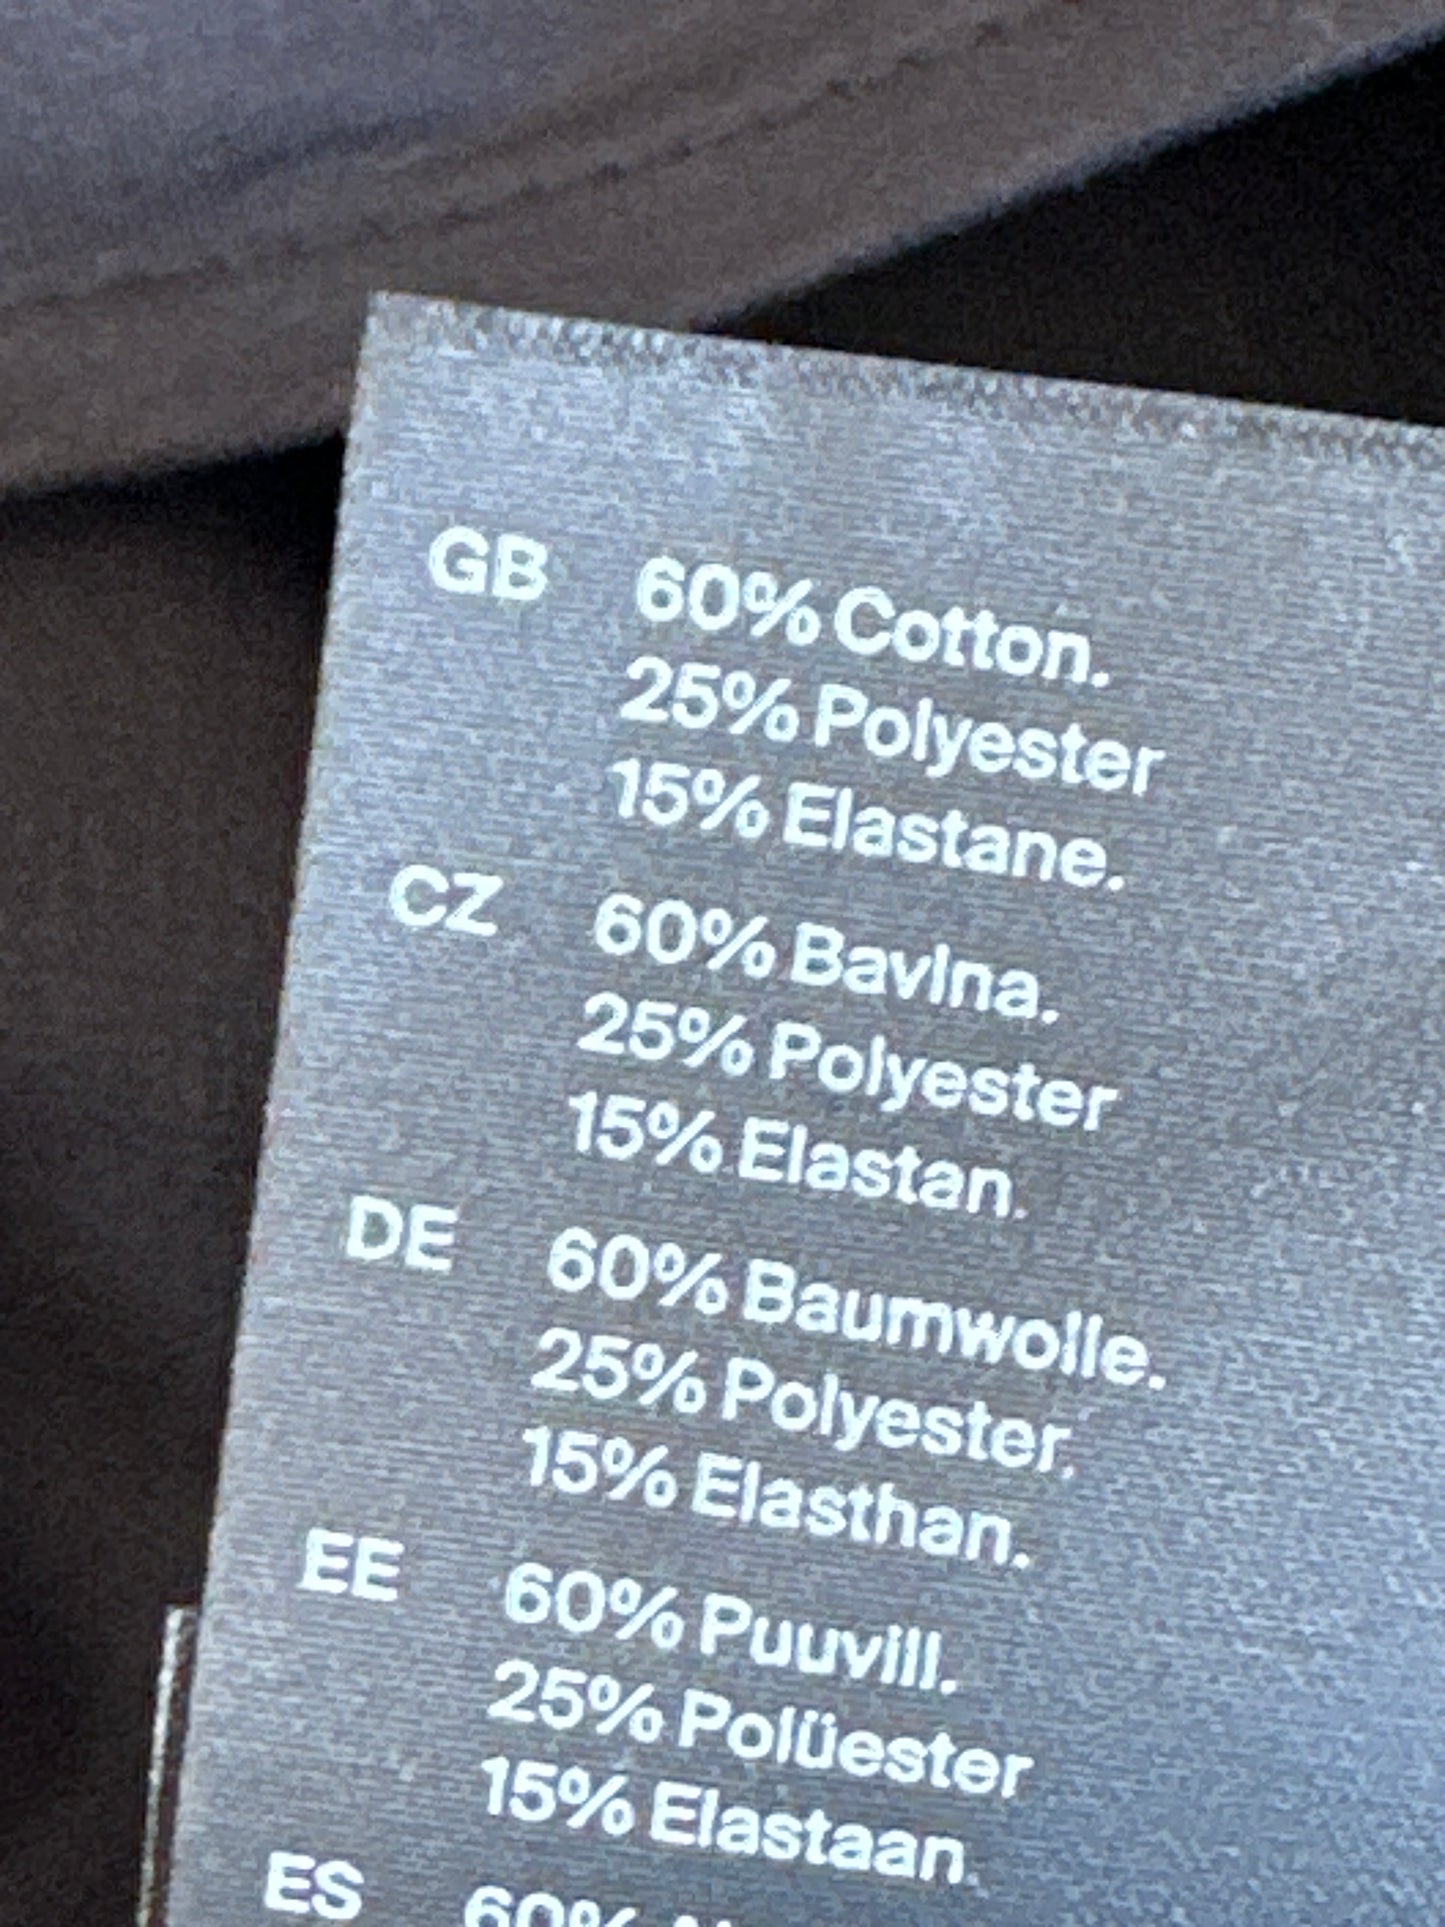 GB 60% Cotton.
25% Polyester
15% Elastane.
CZ 60% Bavlna.
25% Polyester
15% Elastan.
DE 60% Baumwolle.
25% Polyester.
15% Elasthan.
EE 60% Puuvill.
25% Polüester
15% Elastaan.
ES 60%